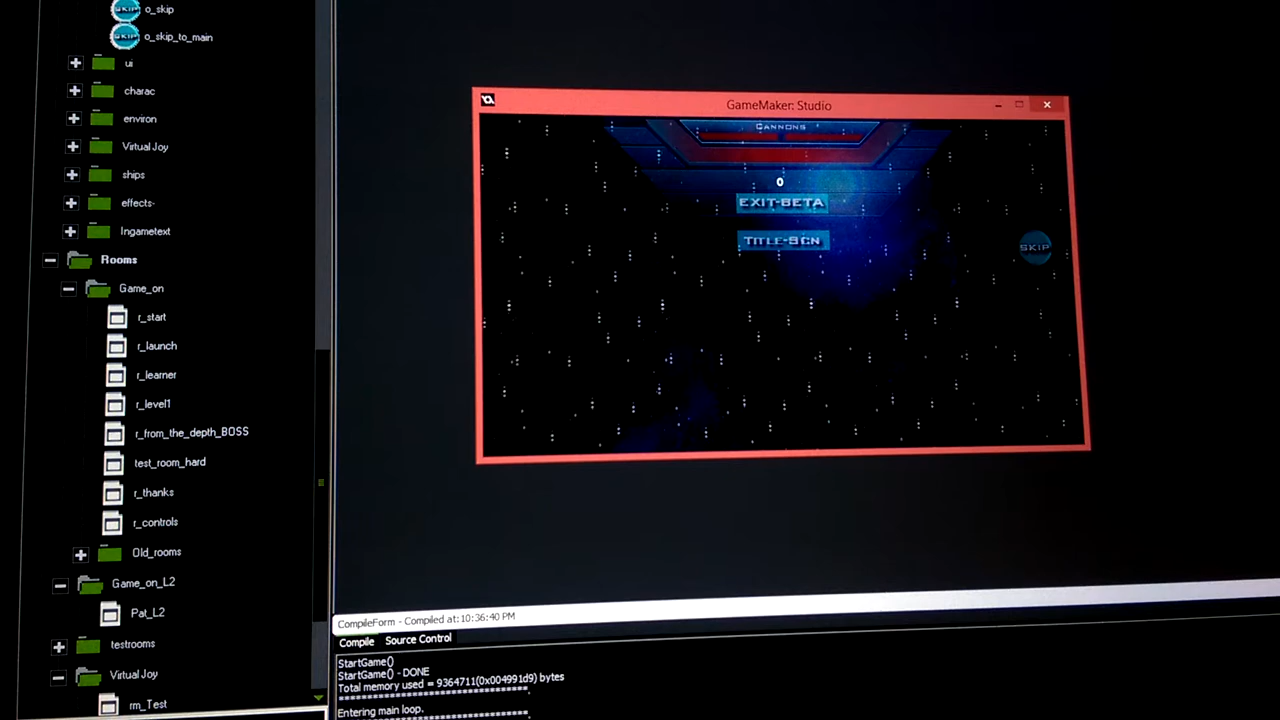 o_skip
o_skip_to_main
ui
charac
environ
Virtual Joy
ships
effects-
Ingametext
Rooms
Game_on
r_start
r_launch
r_learner
r_level1
r_from_the_depth_BOSS
test_room_hard
r_thanks
r_controls
Old_rooms
Game_on_L2
Pat_L2
testrooms
Virtual Joy
rm_Test
GameMaker: Studio
CANNONS
0
EXIT-BETA
TITLE-SCN
SKIP
CompileForm - Compiled at:10:36:40 PM
Compile Source Control
StartGame()
StartGame() - DONE
Total memory used = 9364711(0x004991d9) bytes
Entering main loop.